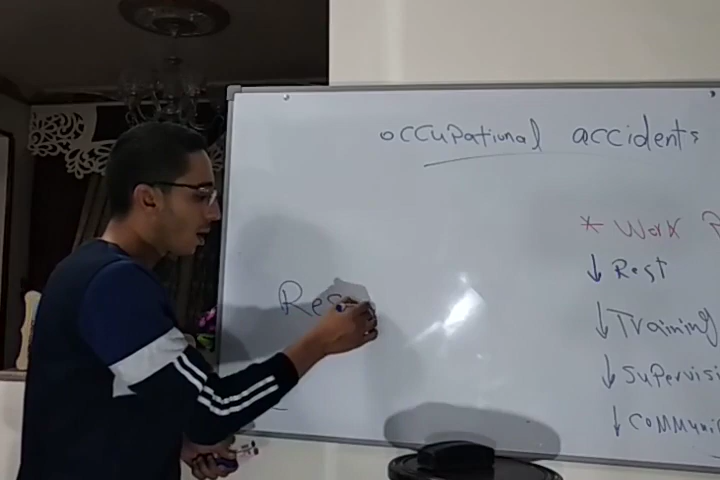 occupational accidents
* Work
↓ Rest
↓ Training
↓ supervisi
↓ communi
Res